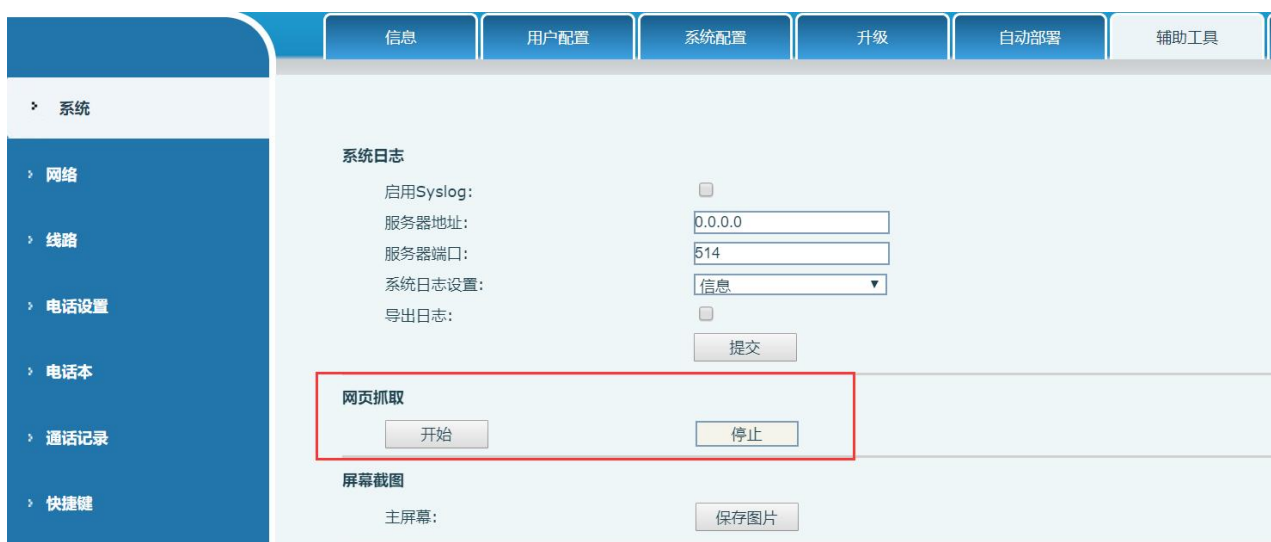 信息 用户配置 系统配置 升级 自动部署 辅助工具
系统
网络
线路
电话设置
电话本
通话记录
快捷键
系统日志
启用Syslog:
服务器地址: 0.0.0.0
服务器端口: 514
系统日志设置: 信息
导出日志:
提交
网页抓取
开始 停止
屏幕截图
主屏幕: 保存图片